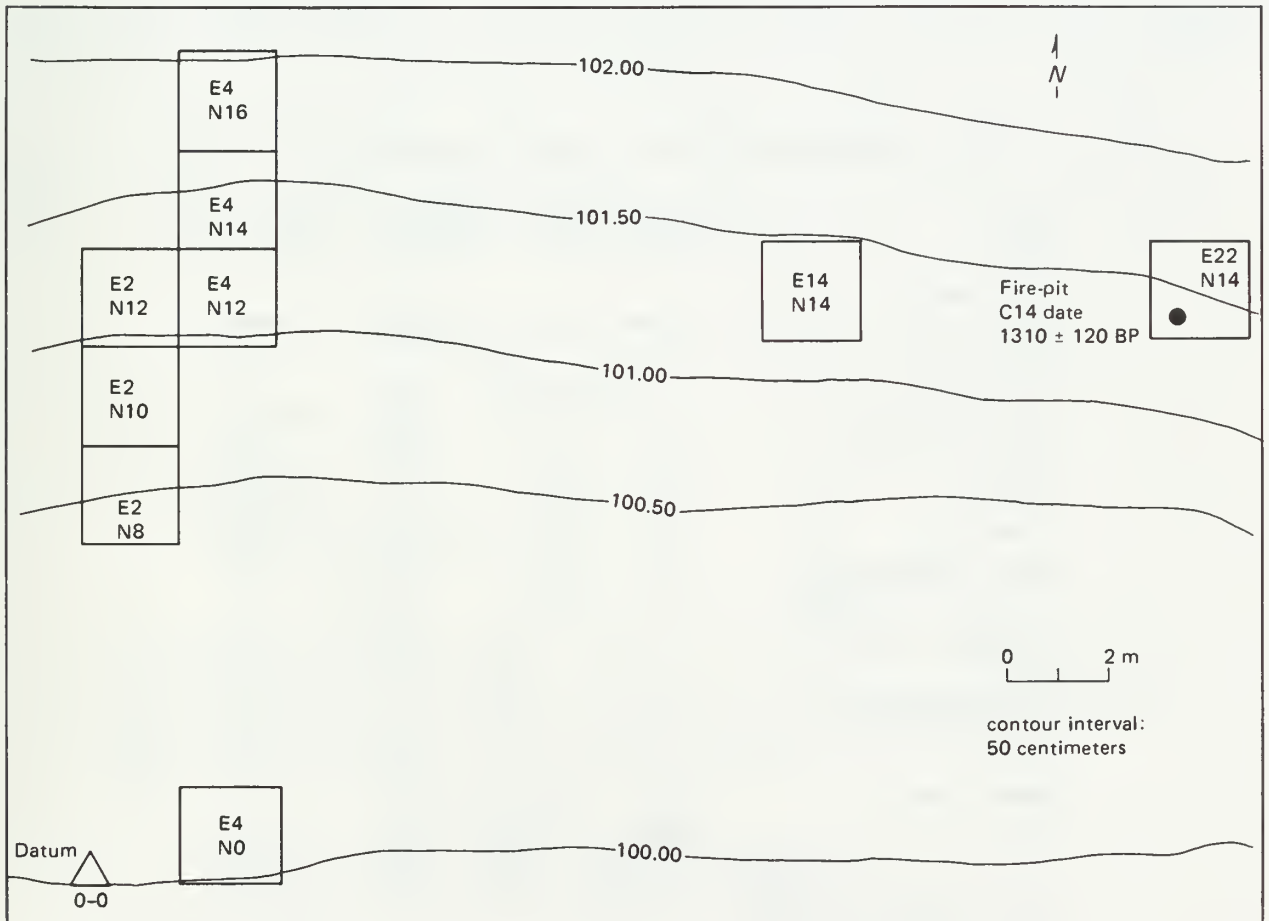 102.00
N
E4
N16
E4
N14
101.50
E2
N12
E4
N12
E14
N14
E22
N14
Fire-pit
C14 date
1310 ± 120 BP
101.00
E2
N10
100.50
E2
N8
0 2 m
contour interval:
50 centimeters
E4
N0
Datum
0-0
100.00